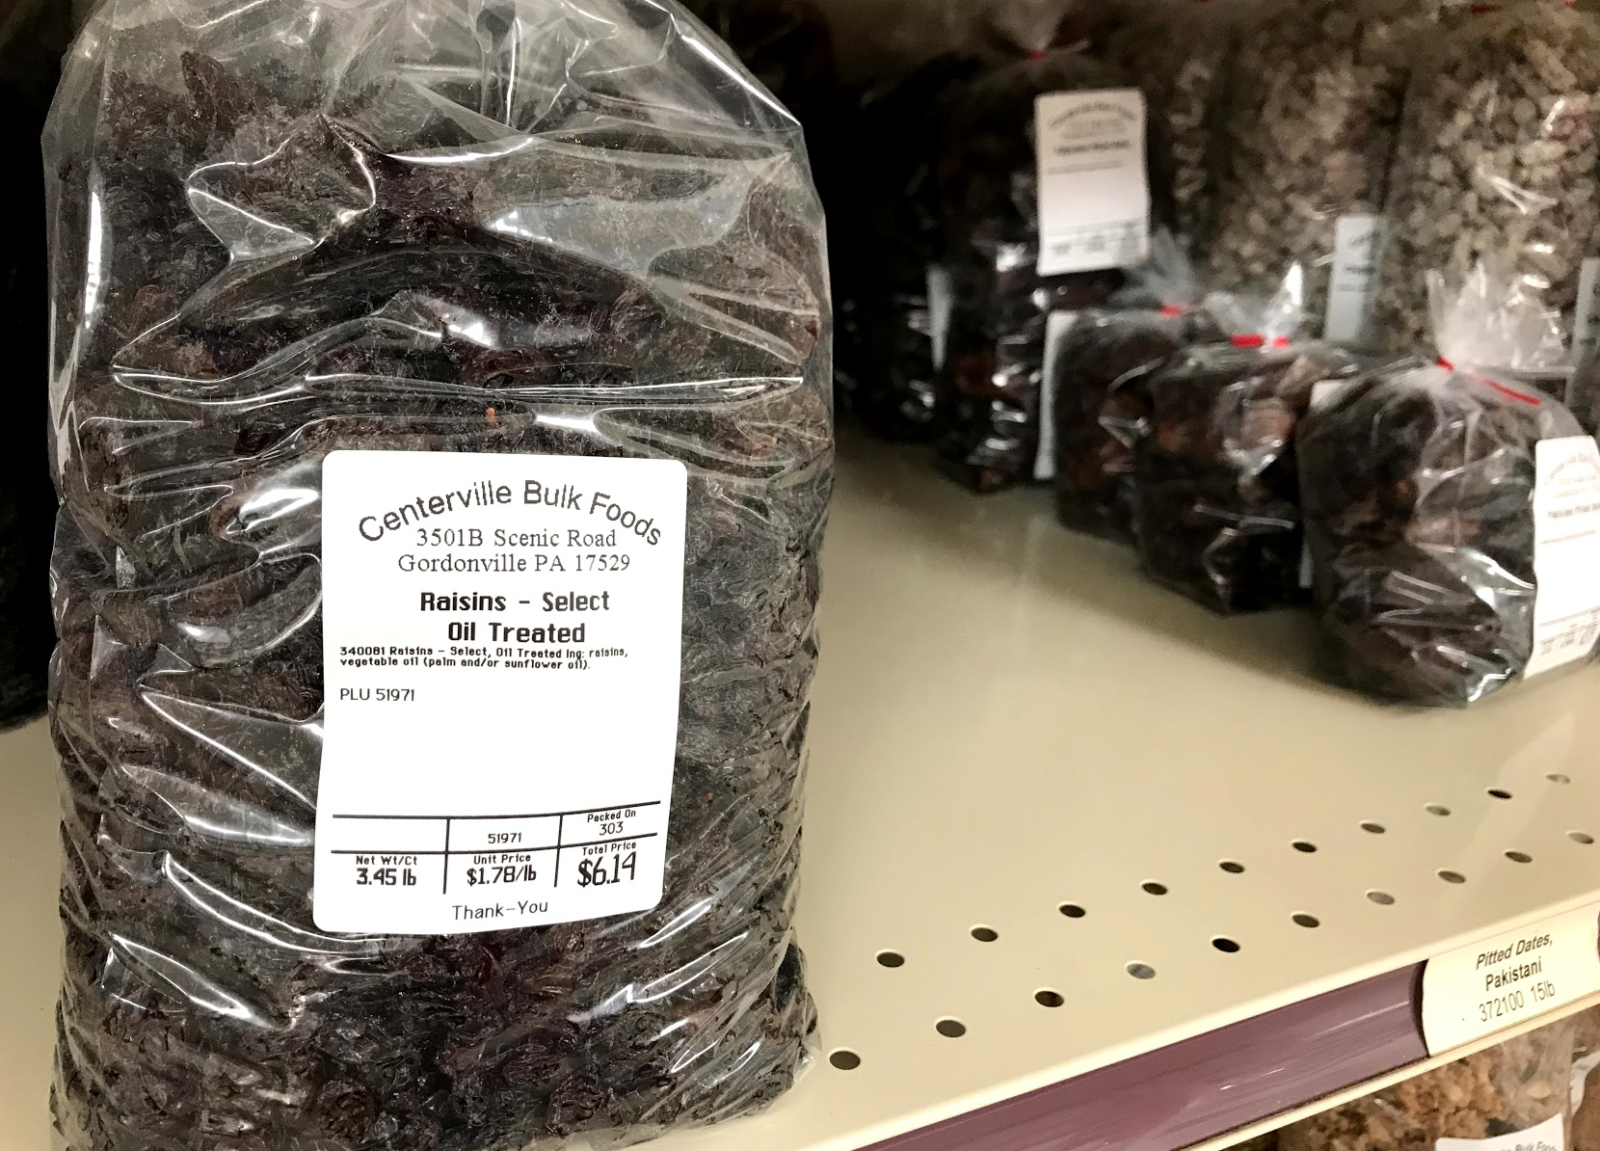 Centerville Bulk Foods
3501B Scenic Road
Gordonville PA 17529
Raisins - Select
Oil Treated
340081 Raisins - Select, Oil Treated Ing: raisins,
vegetable oil (palm and/or sunflower oil).
PLU 51971
51971
Packed On
303
Net Wt/Ct
3.45 lb
Unit Price
$1.78/lb
Total Price
$6.14
Thank-You
Pitted Dates,
Pakistani
372100 15lb
Bulk Foods